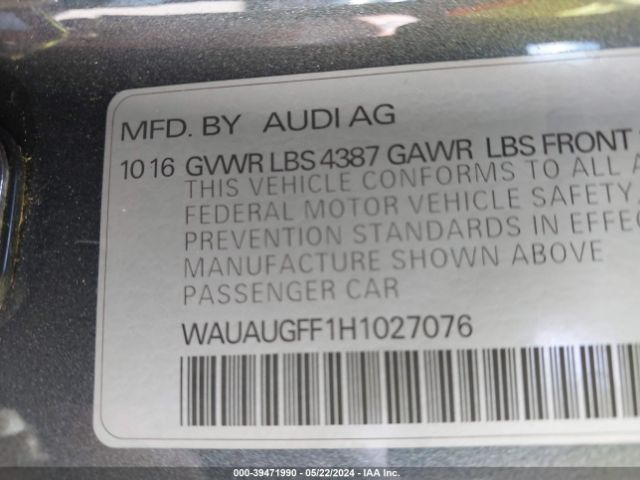 MFD. BY AUDI AG
10 16 GVWR LBS 4387 GAWR LBS FRONT
THIS VEHICLE CONFORMS TO ALL A
FEDERAL MOTOR VEHICLE SAFETY,
PREVENTION STANDARDS IN EFFEC
MANUFACTURE SHOWN ABOVE
PASSENGER CAR
WAUAUGFF1H1027076
000-39471990 - 05/22/2024 - IAA Inc.